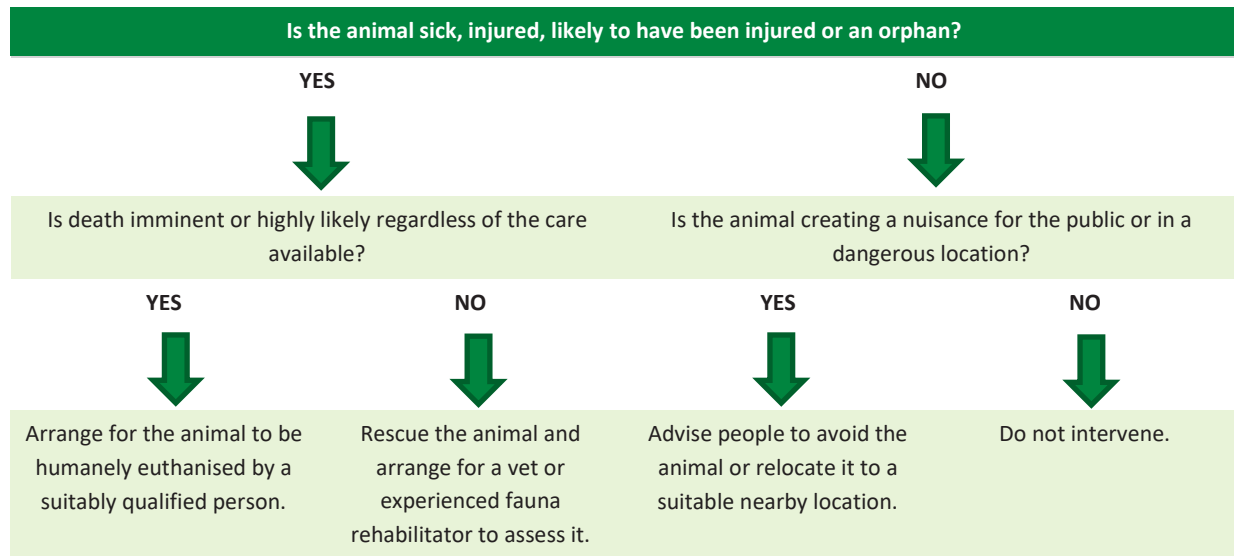 Is the animal sick, injured, likely to have been injured or an orphan?
YES
NO
Is death imminent or highly likely regardless of the care
available?
Is the animal creating a nuisance for the public or in a
dangerous location?
YES
NO
YES
NO
Arrange for the animal to be
humanely euthanised by a
suitably qualified person.
Rescue the animal and
arrange for a vet or
experienced fauna
rehabilitator to assess it.
Advise people to avoid the
animal or relocate it to a
suitable nearby location.
Do not intervene.